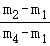 m₂ − m₁
m₄ − m₁